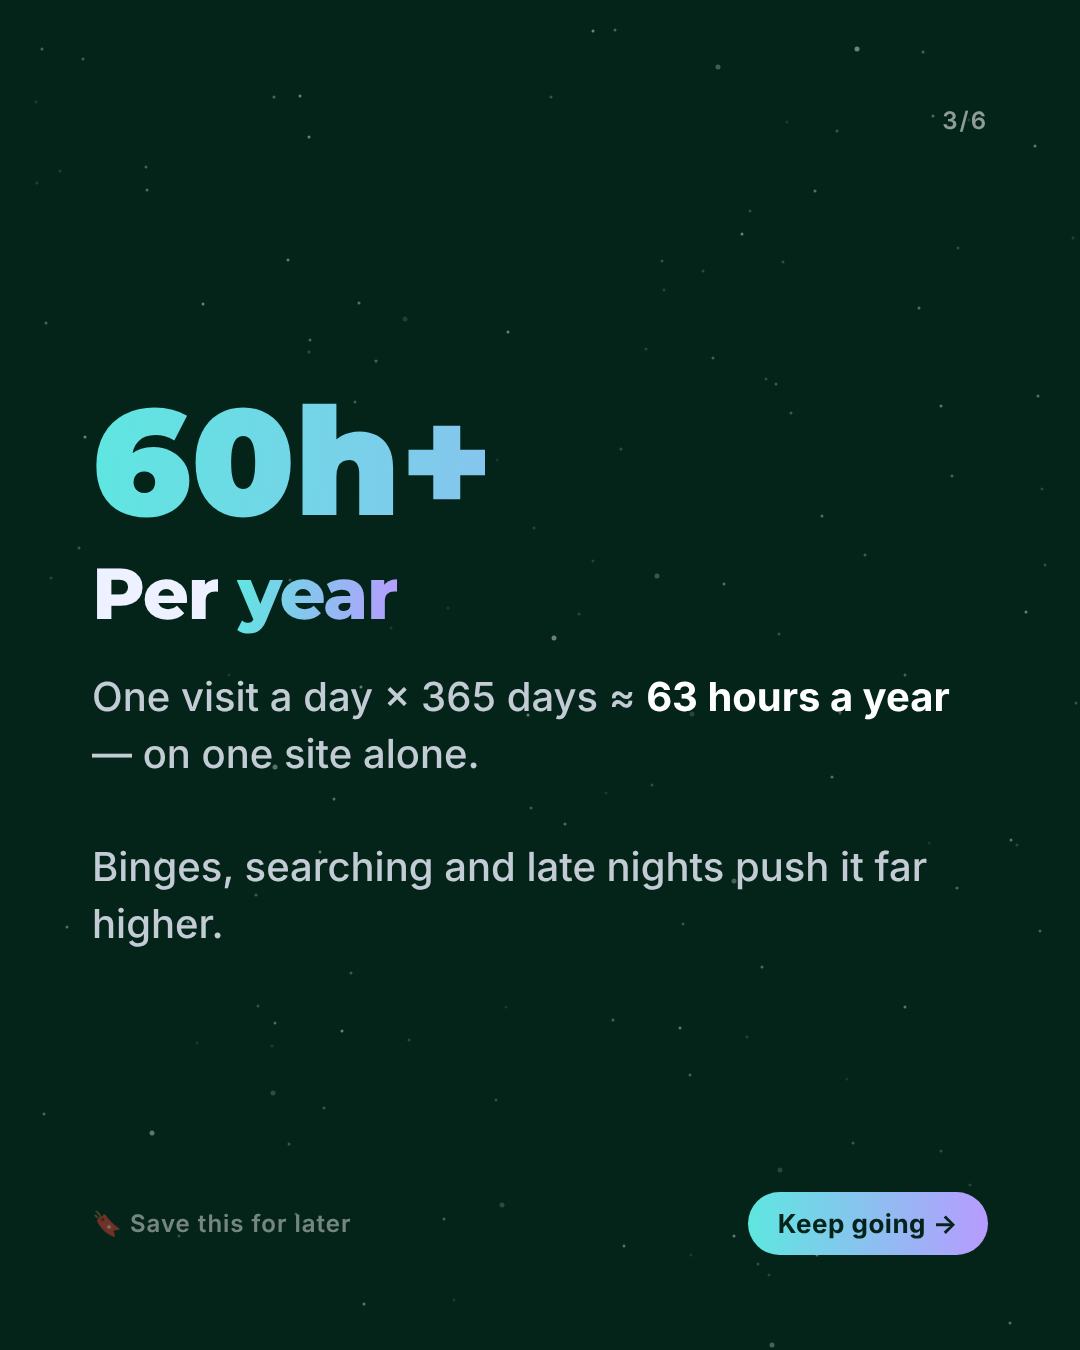 3/6
60h+
Per year
One visit a day × 365 days ≈ 63 hours a year
— on one site alone.
Binges, searching and late nights push it far
higher.
🔖 Save this for later
Keep going →